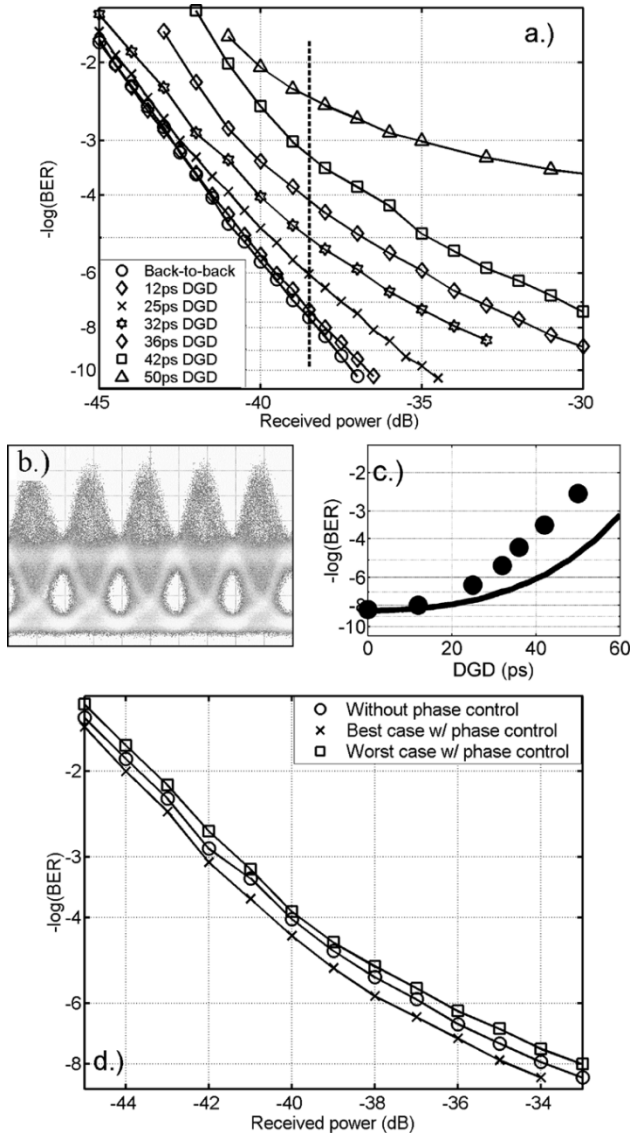 a.)
-log(BER)
-2
-3
-4
-6
-8
-10
Back-to-back
12ps DGD
25ps DGD
32ps DGD
36ps DGD
42ps DGD
50ps DGD
-45 -40 -35 -30
Received power (dB)
b.)
c.)
-log(BER)
-2
-3
-4
-6
-8
-10
0 20 40 60
DGD (ps)
Without phase control
Best case w/ phase control
Worst case w/ phase control
-log(BER)
-2
-3
-4
-6
-8
d.)
-44 -42 -40 -38 -36 -34
Received power (dB)